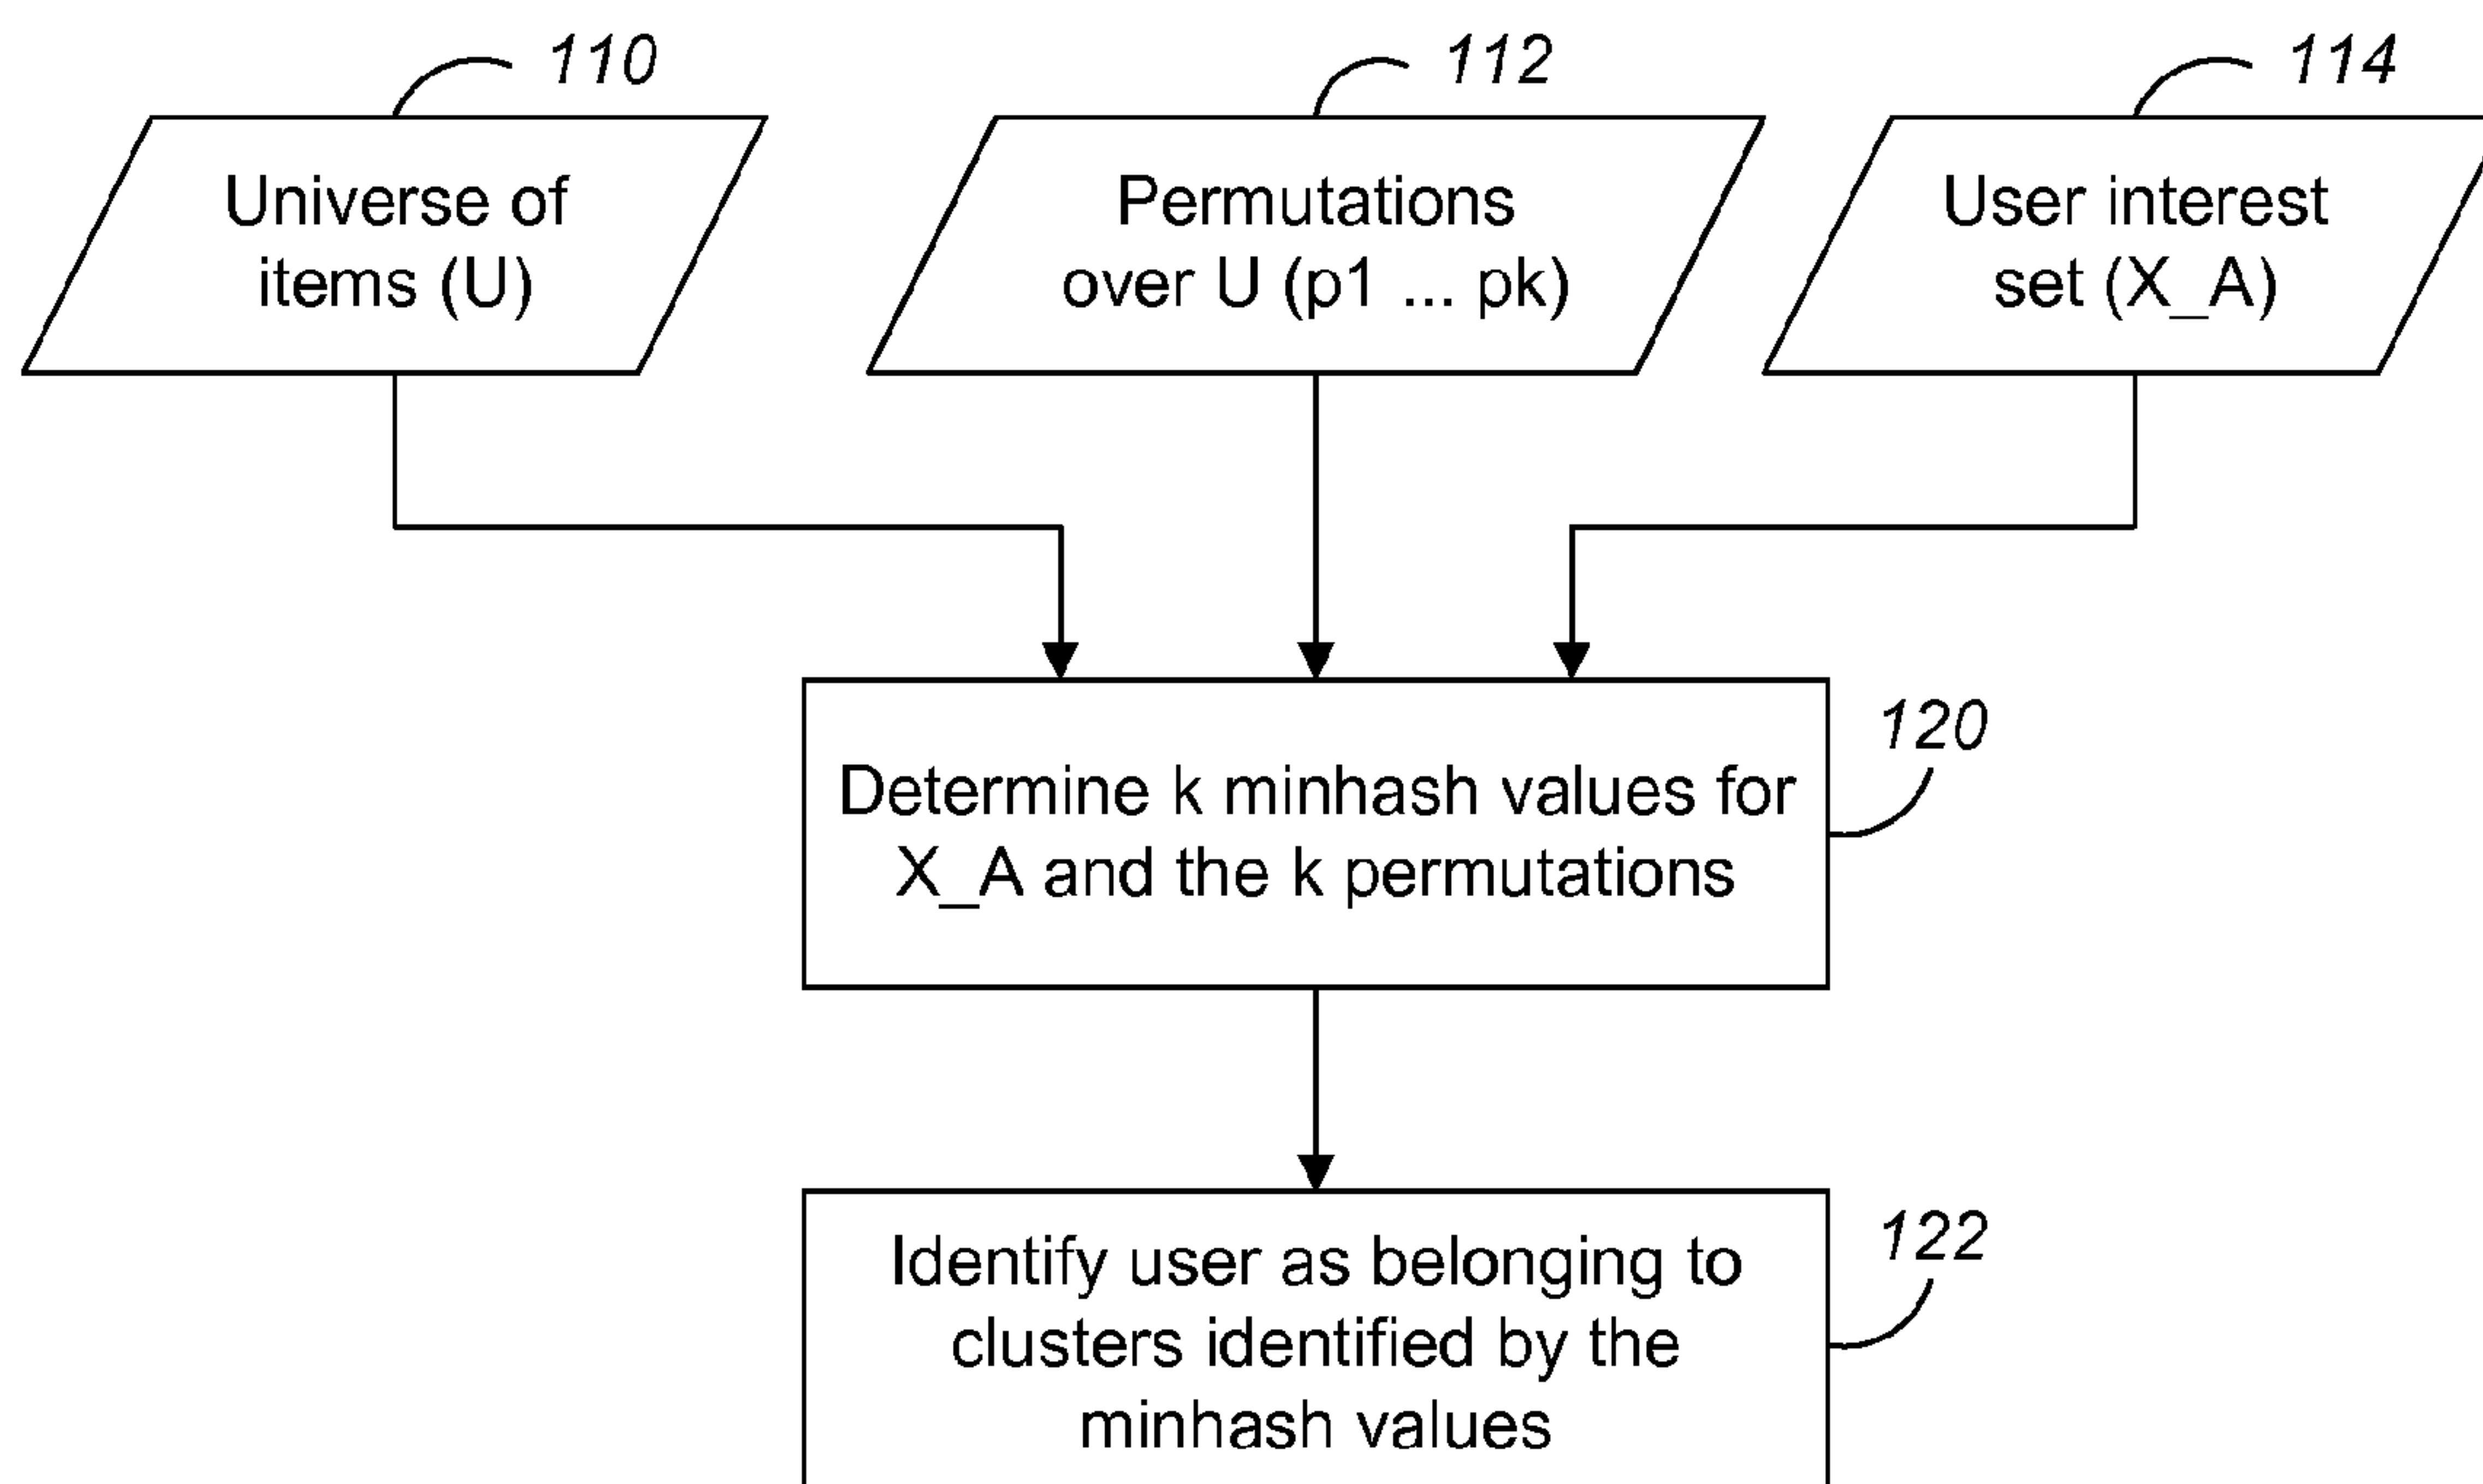 110
112
114
Universe of
items (U)
Permutations
over U (p1 ... pk)
User interest
set (X_A)
Determine k minhash values for
X_A and the k permutations
120
Identify user as belonging to
clusters identified by the
minhash values
122